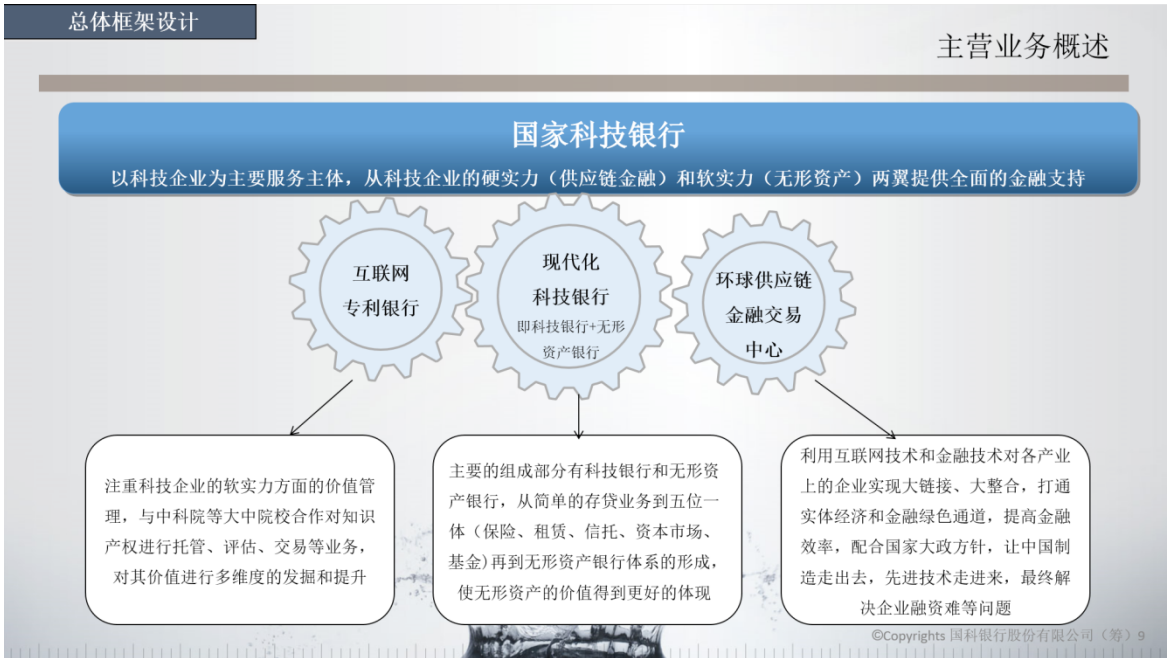 总体框架设计
主营业务概述
国家科技银行
以科技企业为主要服务主体，从科技企业的硬实力（供应链金融）和软实力（无形资产）两翼提供全面的金融支持
互联网
专利银行
现代化
科技银行
即科技银行+无形
资产银行
环球供应链
金融交易
中心
注重科技企业的软实力方面的价值管
理，与中科院等大中院校合作对知识
产权进行托管、评估、交易等业务，
对其价值进行多维度的发掘和提升
主要的组成部分有科技银行和无形资
产银行，从简单的存贷业务到五位一
体（保险、租赁、信托、资本市场、
基金)再到无形资产银行体系的形成，
使无形资产的价值得到更好的体现
利用互联网技术和金融技术对各产业
上的企业实现大链接、大整合，打通
实体经济和金融绿色通道，提高金融
效率，配合国家大政方针，让中国制
造走出去，先进技术走进来，最终解
决企业融资难等问题
©Copyrights 国科银行股份有限公司（筹）9